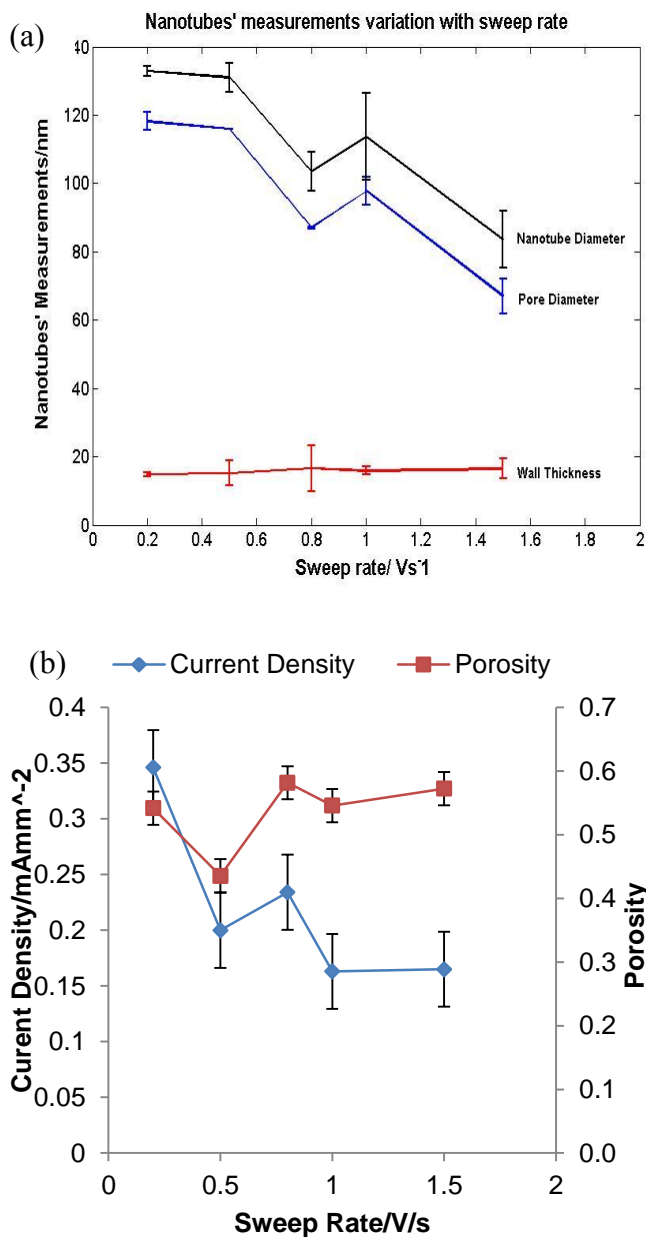 (a)
Nanotubes' measurements variation with sweep rate
Nanotubes' Measurements/nm
40
120
100
80
60
40
20
0
Nanotube Diameter
Pore Diameter
Wall Thickness
0 0.2 0.4 0.6 0.8 1 1.2 1.4 1.6 1.8 2
Sweep rate/ Vs-1
(b)
Current Density Porosity
Curent Density/mAmm^-2
0.4
0.35
0.3
0.25
0.2
0.15
0.1
0.05
0
0.7
0.6
0.5
0.4
0.3
0.2
0.1
0.0
Porosity
0 0.5 1 1.5 2
Sweep Rate/V/s